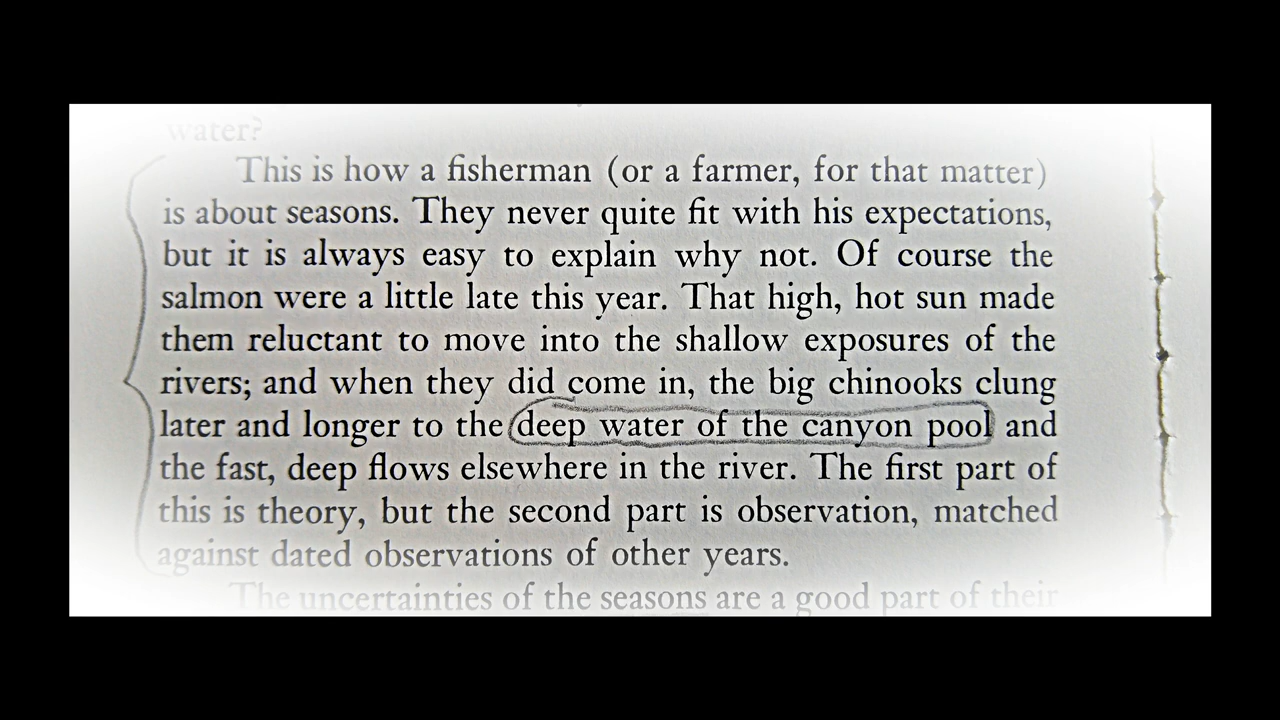 water?
This is how a fisherman (or a farmer, for that matter)
is about seasons. They never quite fit with his expectations,
but it is always easy to explain why not. Of course the
salmon were a little late this year. That high, hot sun made
them reluctant to move into the shallow exposures of the
rivers; and when they did come in, the big chinooks clung
later and longer to the deep water of the canyon pool and
the fast, deep flows elsewhere in the river. The first part of
this is theory, but the second part is observation, matched
against dated observations of other years.
The uncertainties of the seasons are a good part of their